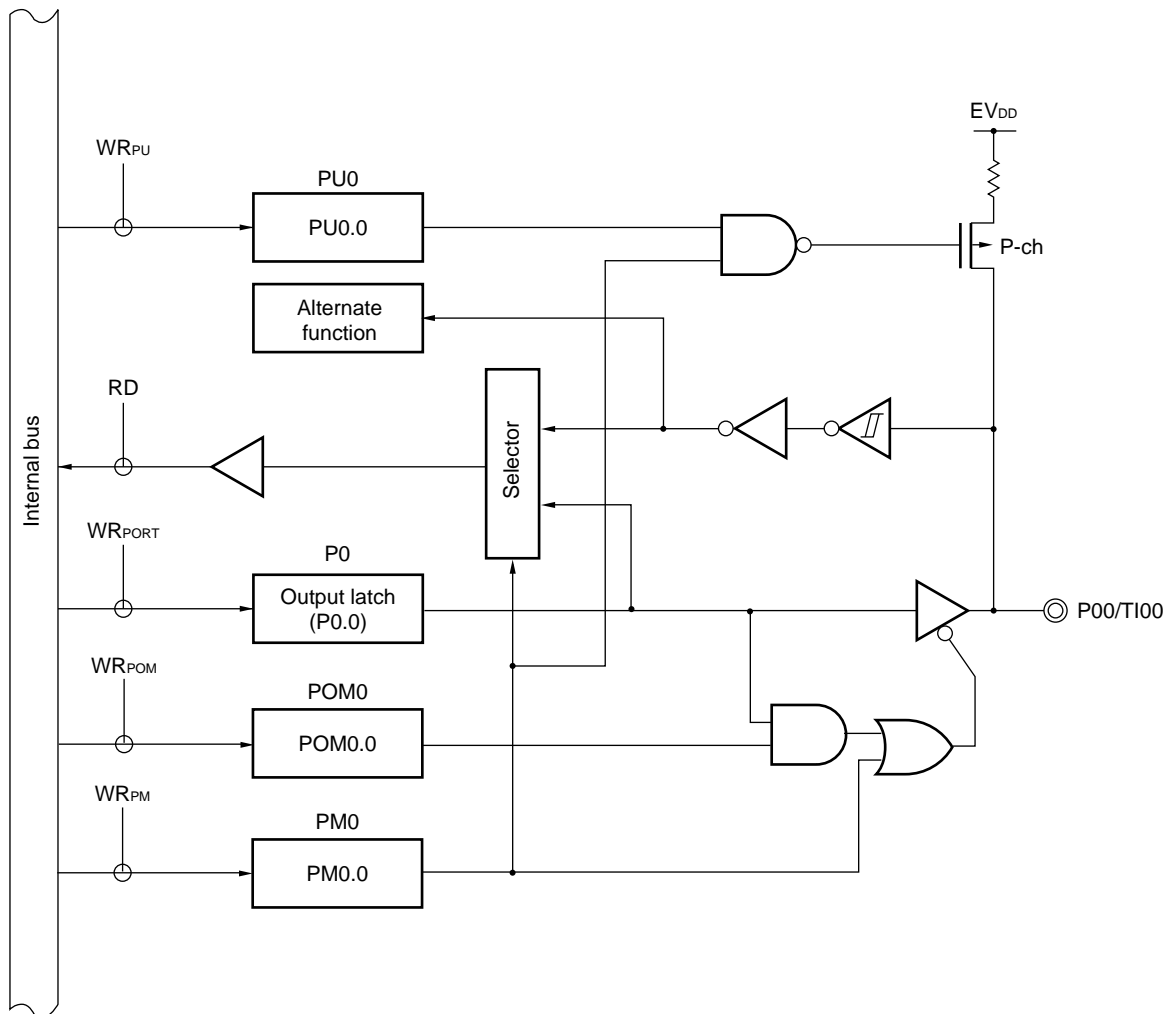 EVDD
WRPU
PU0
PU0.0
P-ch
Alternate
function
RD
Selector
Internal bus
WRPORT
P0
Output latch
(P0.0)
P00/TI00
WRPOM
POM0
POM0.0
WRPM
PM0
PM0.0